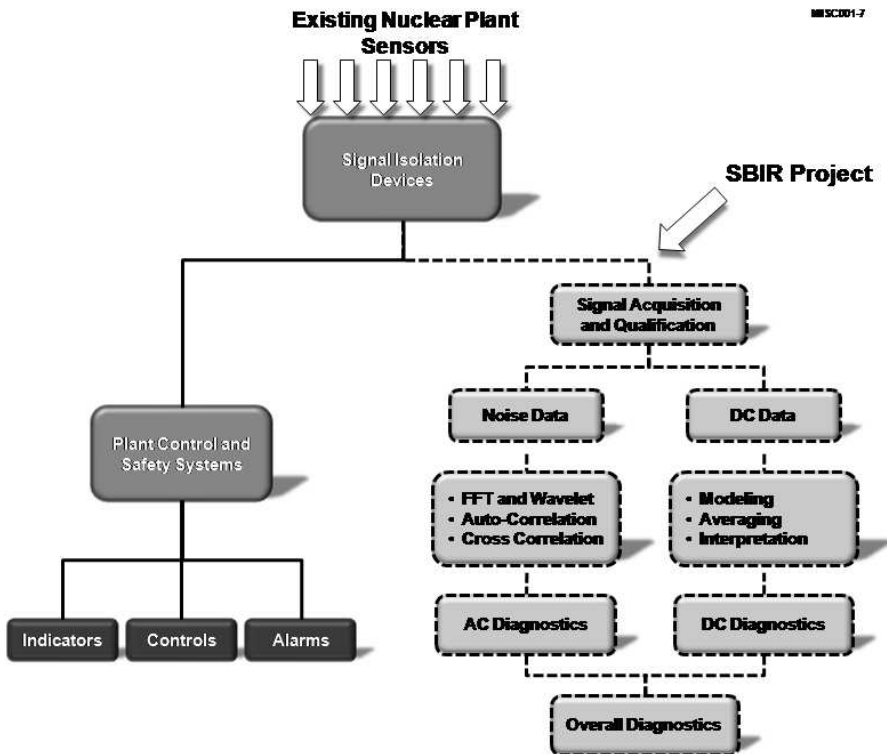 Existing Nuclear Plant
Sensors
MISC001-7
Signal Isolation
Devices
SBIR Project
Signal Acquisition
and Qualification
Noise Data
DC Data
Plant Control and
Safety Systems
• FFT and Wavelet
• Auto-Correlation
• Cross Correlation
• Modeling
• Averaging
• Interpretation
AC Diagnostics
DC Diagnostics
Indicators
Controls
Alarms
Overall Diagnostics